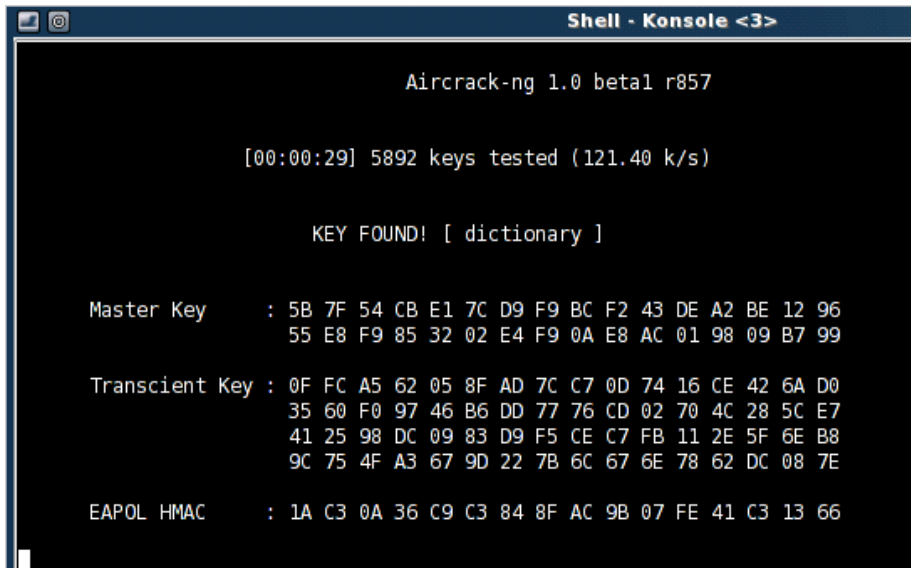 Shell - Konsole <3>
Aircrack-ng 1.0 beta1 r857
[00:00:29] 5892 keys tested (121.40 k/s)
KEY FOUND! [ dictionary ]
Master Key : 5B 7F 54 CB E1 7C D9 F9 BC F2 43 DE A2 BE 12 96
55 E8 F9 85 32 02 E4 F9 0A E8 AC 01 98 09 B7 99
Transcient Key : 0F FC A5 62 05 8F AD 7C C7 0D 74 16 CE 42 6A D0
35 60 F0 97 46 B6 DD 77 76 CD 02 70 4C 28 5C E7
41 25 98 DC 09 83 D9 F5 CE C7 FB 11 2E 5F 6E B8
9C 75 4F A3 67 9D 22 7B 6C 67 6E 78 62 DC 08 7E
EAPOL HMAC : 1A C3 0A 36 C9 C3 84 8F AC 9B 07 FE 41 C3 13 66